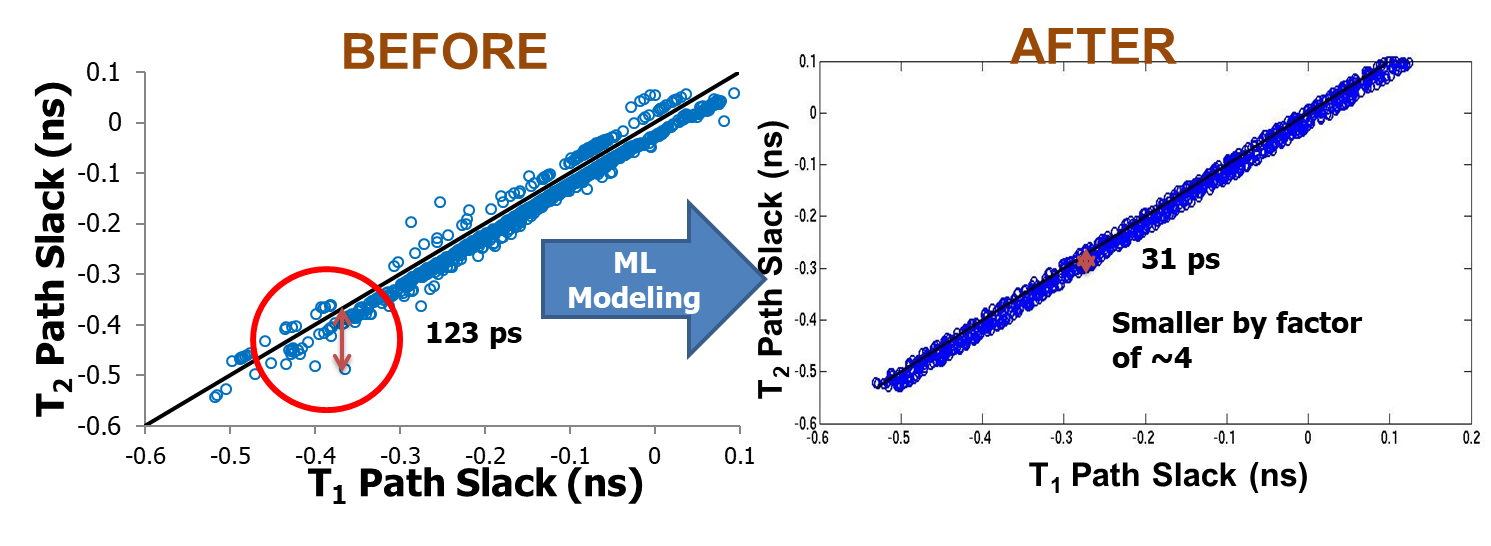 BEFORE
0.1
0
-0.1
-0.2
-0.3
-0.4
-0.5
-0.6
T2 Path Slack (ns)
-0.6 -0.5 -0.4 -0.3 -0.2 -0.1 0 0.1
T1 Path Slack (ns)
123 ps
ML
Modeling
AFTER
0.1
0
-0.1
-0.2
-0.3
-0.4
-0.5
-0.6
T2 Path Slack (ns)
-0.6 -0.5 -0.4 -0.3 -0.2 -0.1 0 0.1 0.2
T1 Path Slack (ns)
31 ps
Smaller by factor
of ~4